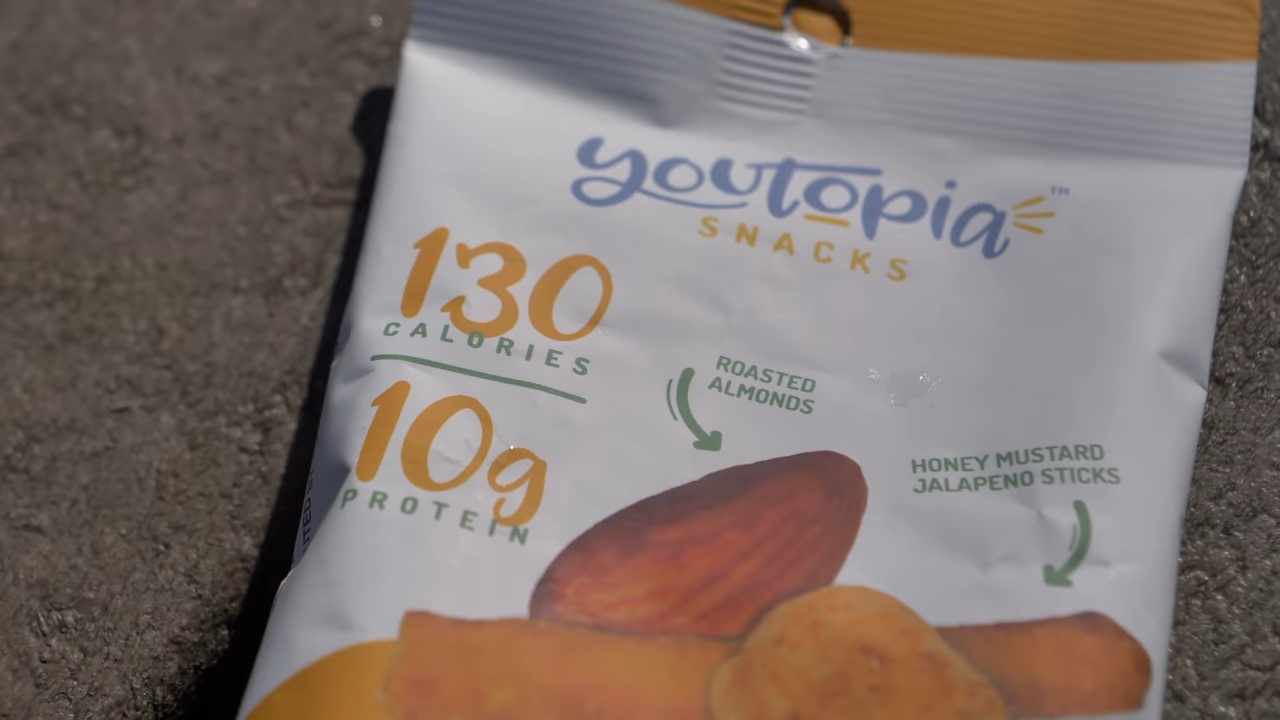 youtopia™
SNACKS
130
CALORIES
10g
PROTEIN
ROASTED
ALMONDS
HONEY MUSTARD
JALAPENO STICKS